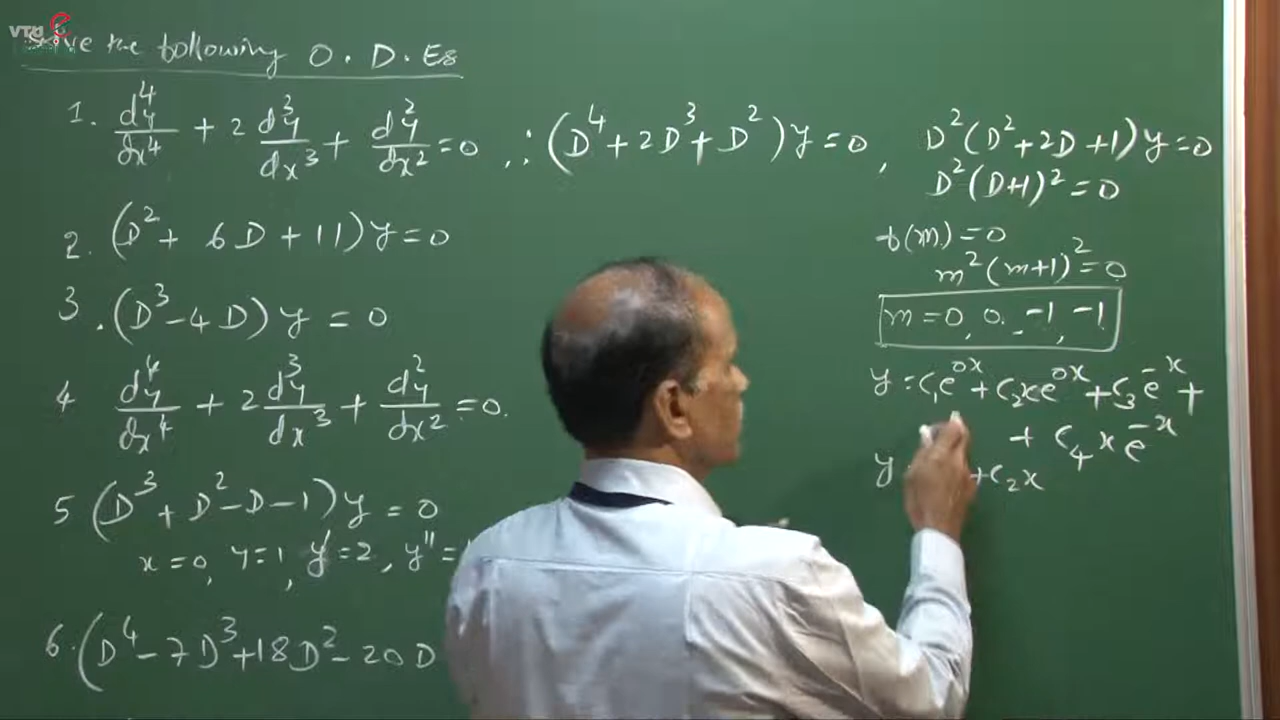 VTU e
Solve the following O.D.Es
1. d⁴y/dx⁴ + 2 d³y/dx³ + d²y/dx² = 0 ∴ (D⁴+2D³+D²)y = 0, D²(D²+2D+1)y=0
D²(D+1)² = 0
2. (D² + 6D + 11)y = 0
f(m) = 0
m²(m+1)² = 0
3. (D³-4D)y = 0
m = 0, 0, -1, -1
4 d⁴y/dx⁴ + 2 d³y/dx³ + d²y/dx² = 0.
y = c₁e⁰ˣ + c₂xe⁰ˣ + c₃e⁻ˣ +
+ c₄xe⁻ˣ
y + c₂x
5 (D³ + D² - D - 1)y = 0
x=0, y=1, y'=2, y''=
6. (D⁴ - 7D³ + 18D² - 20D